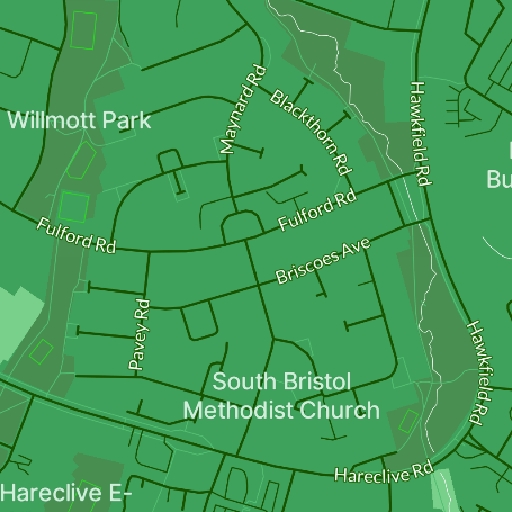 Maynard Rd
Blackthorn Rd
Hawkfield Rd
Willmott Park
Bu
Fulford Rd
Fulford Rd
Briscoes Ave
Pavey Rd
Hawkfield Rd
South Bristol
Methodist Church
Hareclive Rd
Hareclive E-